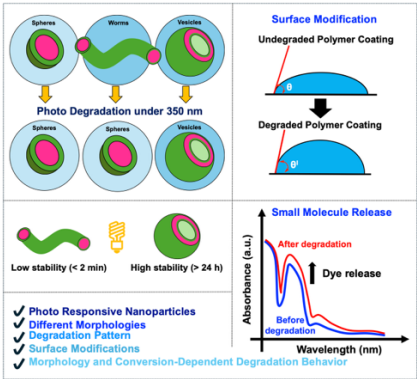 Spheres
Worms
Vesicles
Photo Degradation under 350 nm
Spheres
Spheres
Vesicles
Surface Modification
Undegraded Polymer Coating
θ
Degraded Polymer Coating
θ'
Low stability (< 2 min)
High stability (> 24 h)
Small Molecule Release
After degradation
Dye release
Before
degradation
Absorbance (a.u.)
Wavelength (nm)
Photo Responsive Nanoparticles
Different Morphologies
Degradation Pattern
Surface Modifications
Morphology and Conversion-Dependent Degradation Behavior